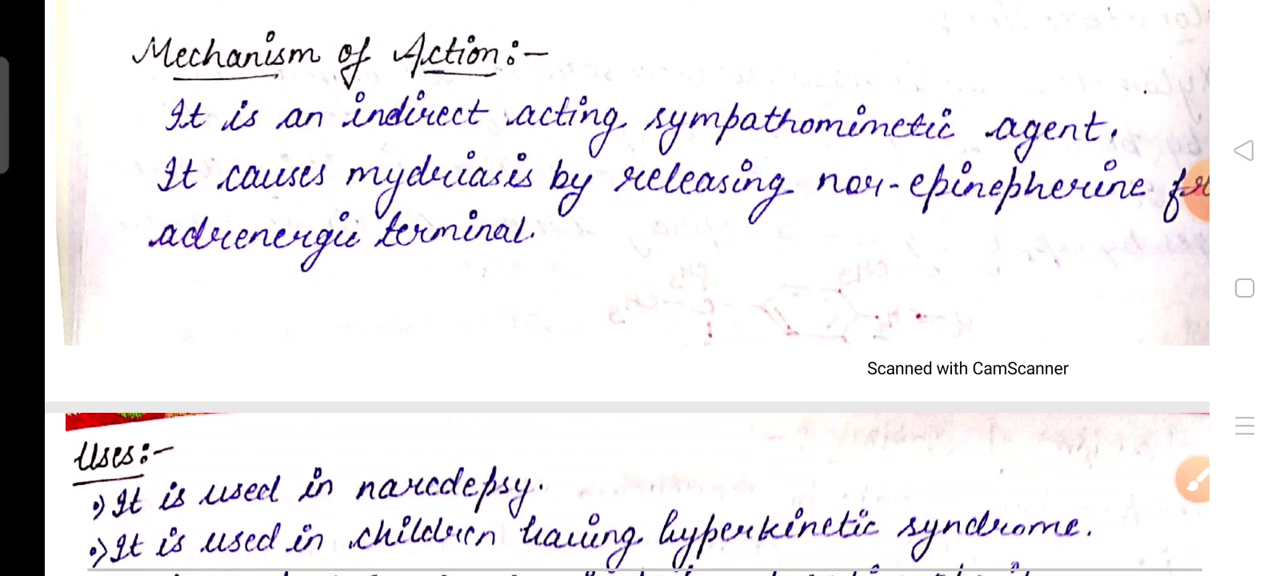 Mechanism of Action:-
It is an indirect acting sympathomimetic agent.
It causes mydriasis by releasing nor-epinepherine
adrenergic terminal.
Scanned with CamScanner
Uses:-
It is used in narcdepsy.
It is used in children having hyperkinetic syndrome.